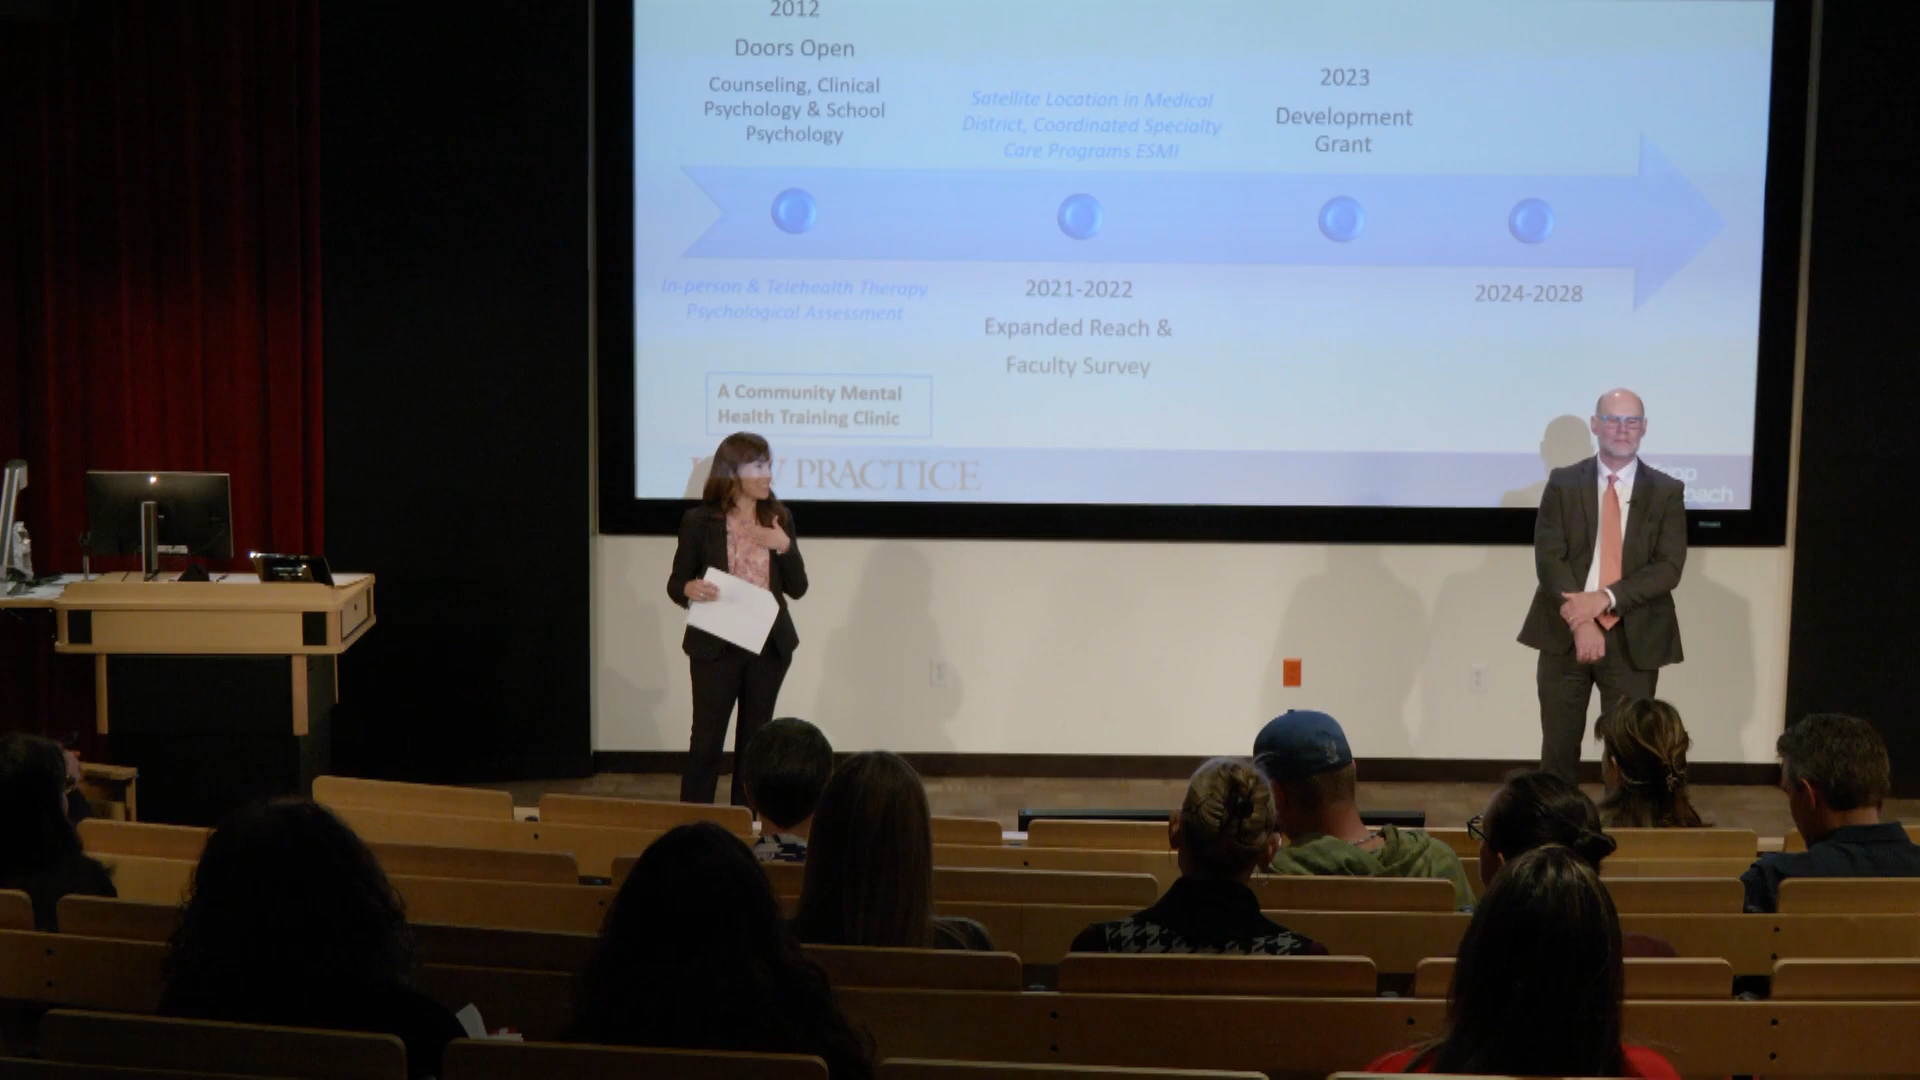 2012
Doors Open
Counseling, Clinical
Psychology & School
Psychology
Satellite Location in Medical
District, Coordinated Specialty
Care Programs ESMI
2023
Development
Grant
In-person & Telehealth Therapy
Psychological Assessment
2021-2022
Expanded Reach &
Faculty Survey
2024-2028
A Community Mental
Health Training Clinic
PRACTICE